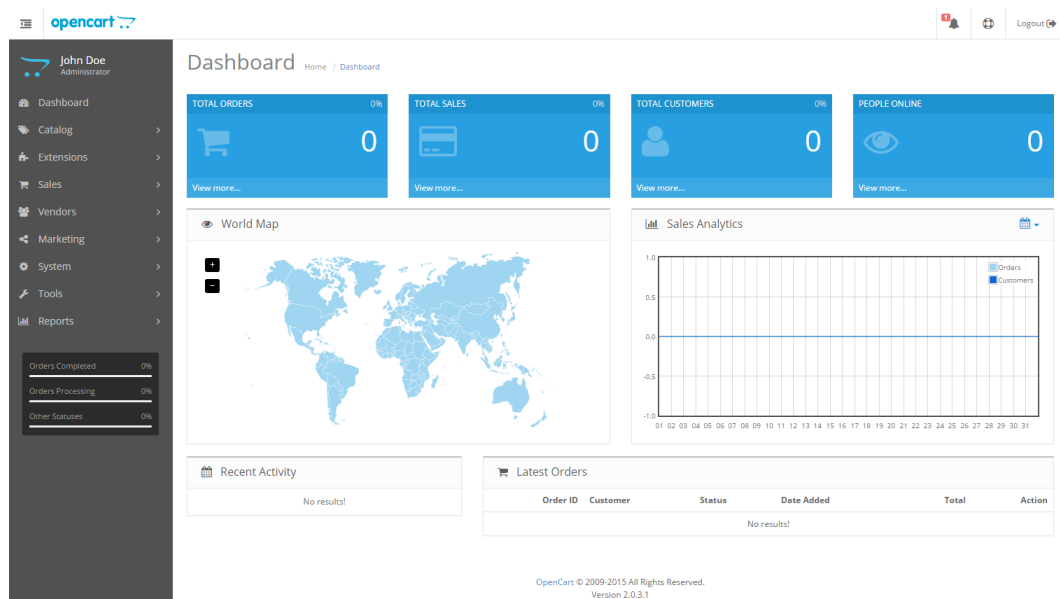 opencart
1
Logout
John Doe
Administrator
Dashboard
Catalog
Extensions
Sales
Vendors
Marketing
System
Tools
Reports
Orders Completed 0%
Orders Processing 0%
Other Statuses 0%
Dashboard Home / Dashboard
TOTAL ORDERS 0%
0
View more...
TOTAL SALES 0%
0
View more...
TOTAL CUSTOMERS 0%
0
View more...
PEOPLE ONLINE
0
View more...
World Map
+
-
Sales Analytics
Orders
Customers
1.0
0.5
0.0
-0.5
-1.0
01 02 03 04 05 06 07 08 09 10 11 12 13 14 15 16 17 18 19 20 21 22 23 24 25 26 27 28 29 30 31
Recent Activity
No results!
Latest Orders
Order ID Customer Status Date Added Total Action
No results!
OpenCart © 2009-2015 All Rights Reserved.
Version 2.0.3.1